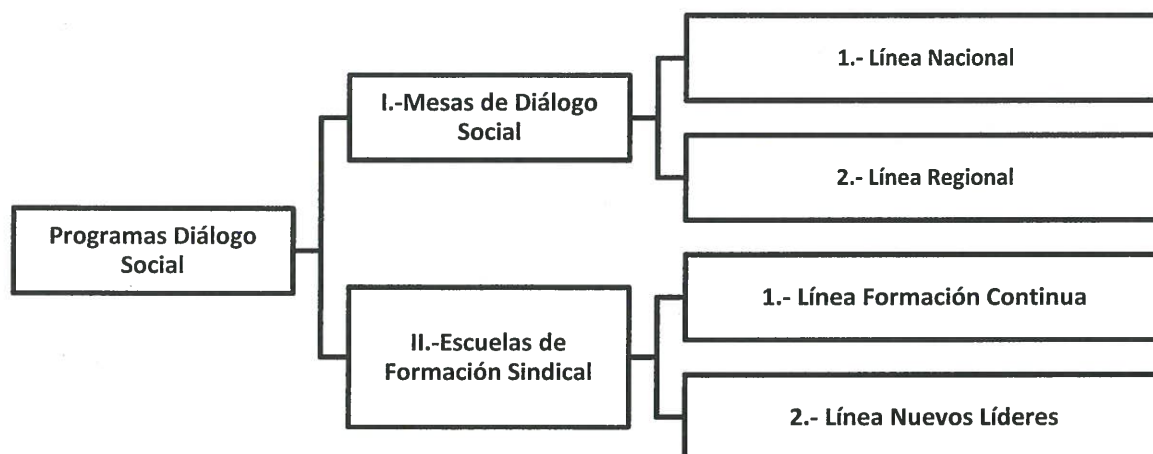 Programas Diálogo
Social
I.-Mesas de Diálogo
Social
1.- Línea Nacional
2.- Línea Regional
II.-Escuelas de
Formación Sindical
1.- Línea Formación Continua
2.- Línea Nuevos Líderes